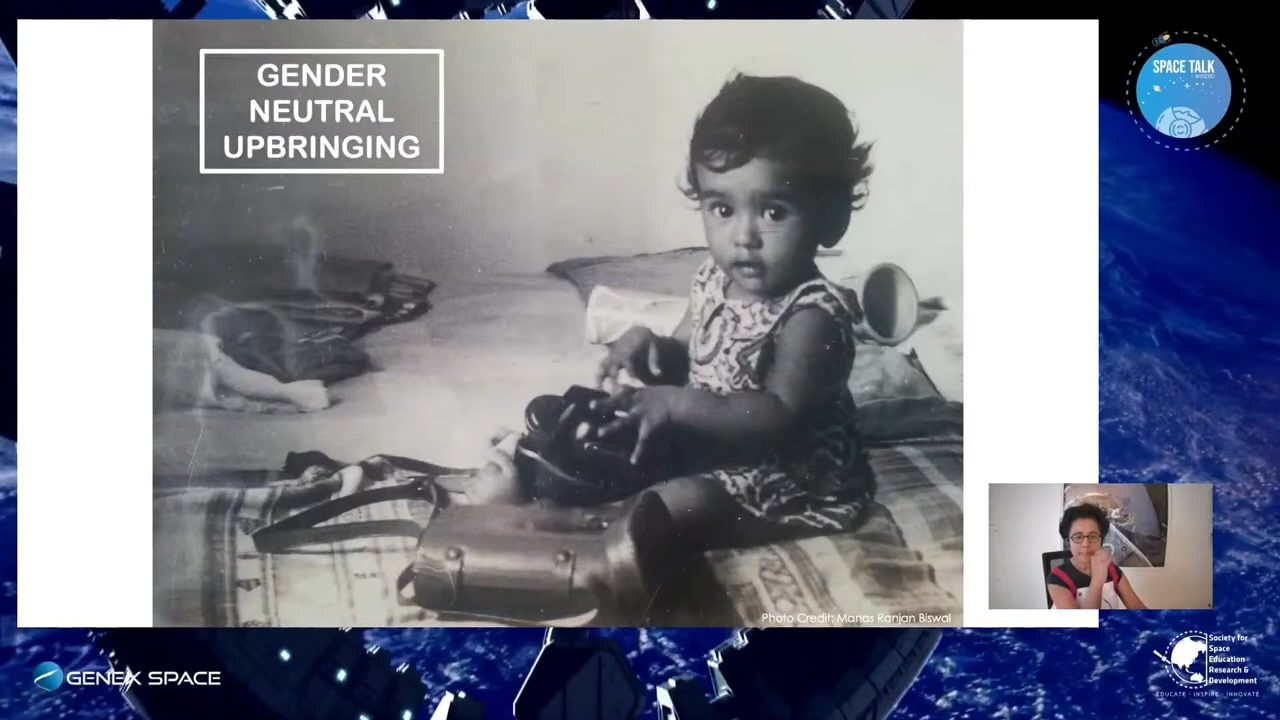 GENDER
NEUTRAL
UPBRINGING
SPACE TALK
Photo Credit: Manas Ranjan Biswal
GENEX SPACE
Society for
Space
Education
Research &
Development
EDUCATE - INSPIRE - INNOVATE